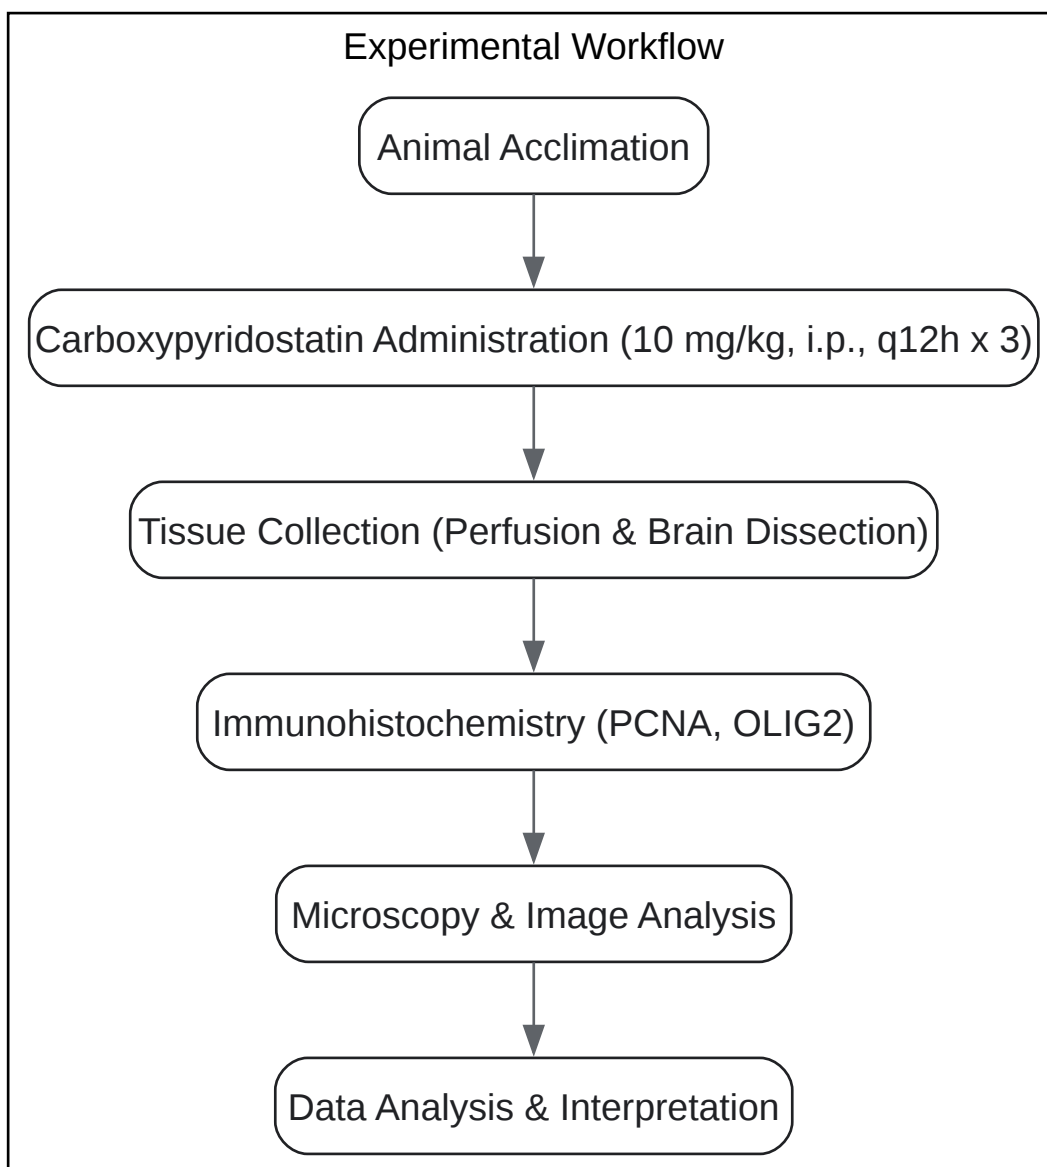 Experimental Workflow
Animal Acclimation
Carboxypyridostatin Administration (10 mg/kg, i.p., q12h x 3)
Tissue Collection (Perfusion & Brain Dissection)
Immunohistochemistry (PCNA, OLIG2)
Microscopy & Image Analysis
Data Analysis & Interpretation